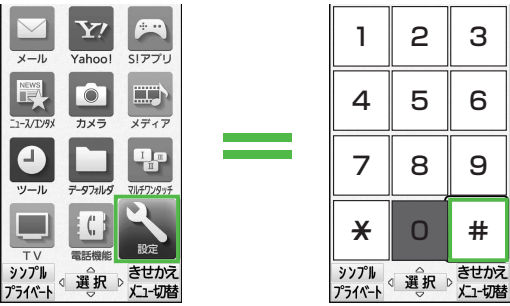 メール Yahoo! S!アプリ
NEWS
ニュース/エンタメ カメラ メディア
I II III
ツール データフォルダ マルチワンタッチ
TV 電話機能 設定
シンプル 選択 きせかえ
プライベート メニュー切替
1 2 3
4 5 6
7 8 9
* 0 #
シンプル 選択 きせかえ
プライベート メニュー切替